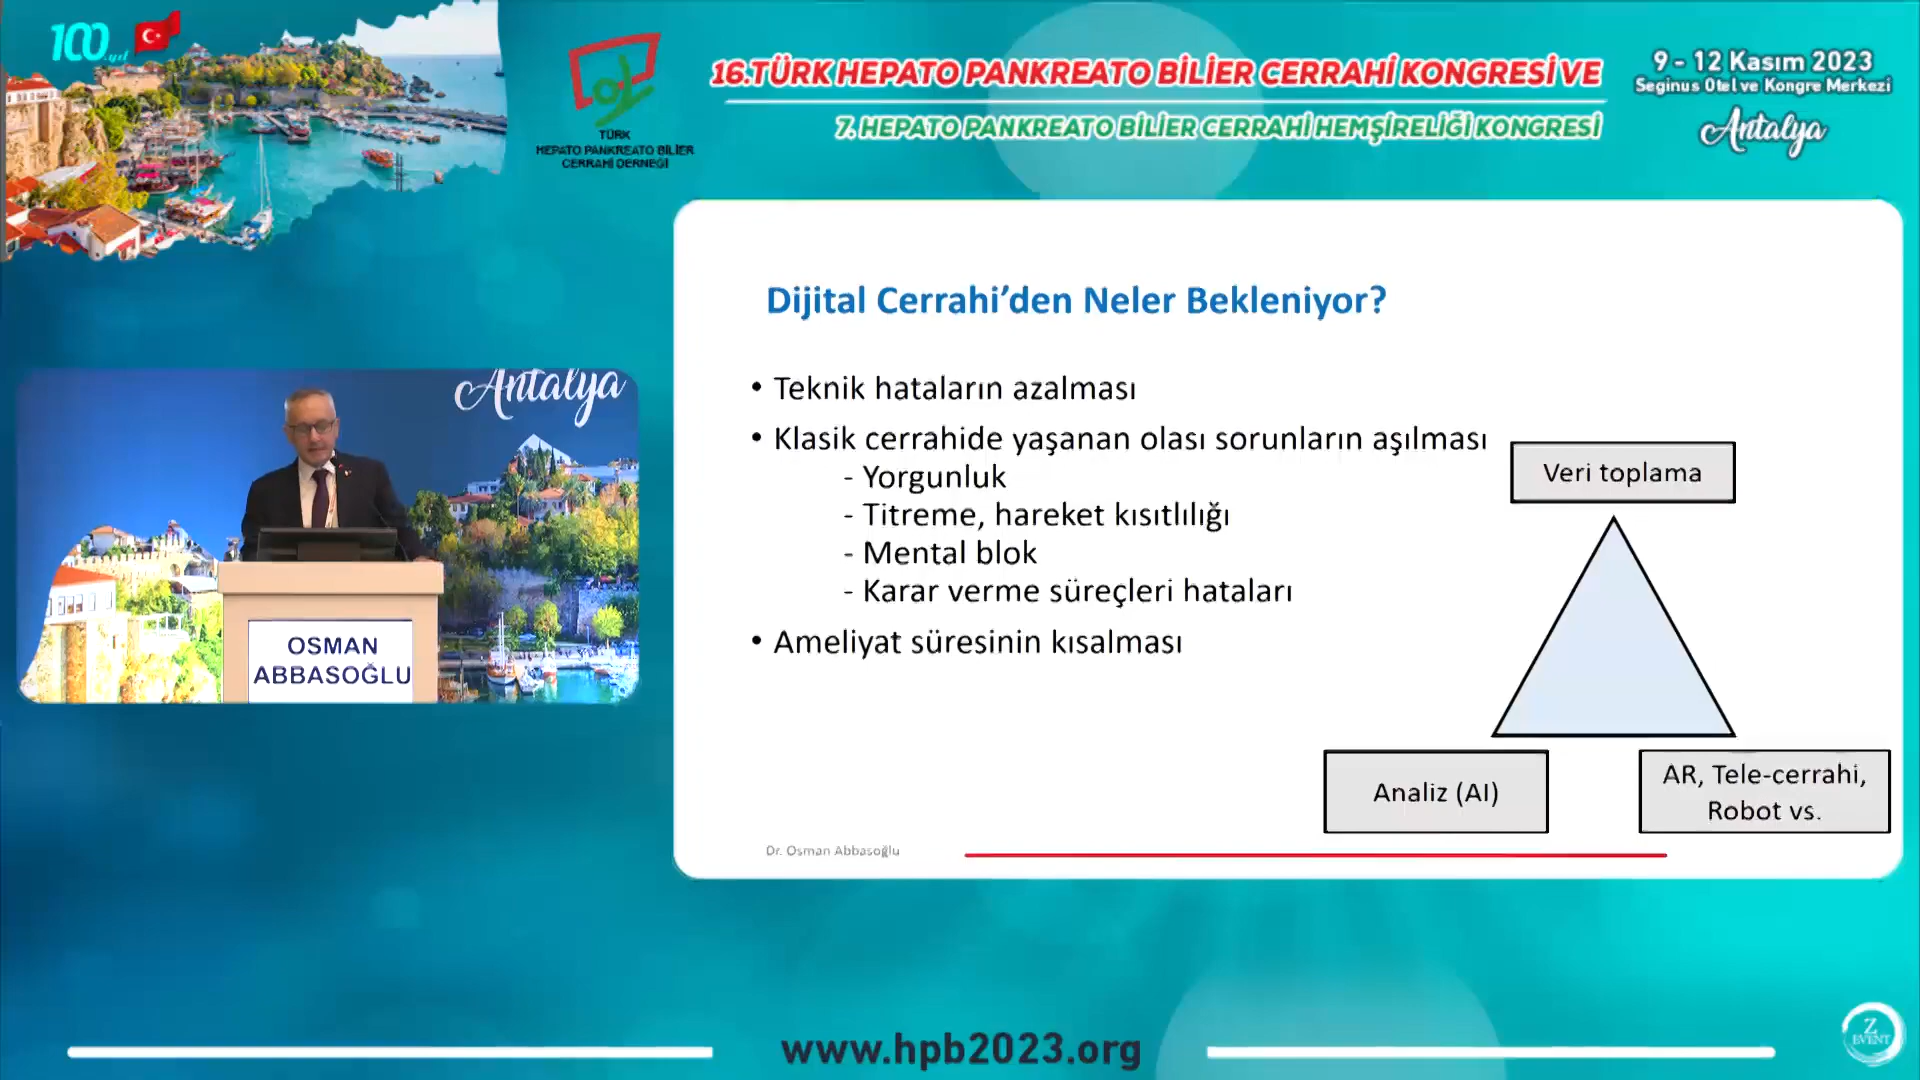 100.yıl
TÜRK
HEPATO PANKREATO BİLİER
CERRAHİ DERNEĞİ
16.TÜRK HEPATO PANKREATO BİLİER CERRAHİ KONGRESİ VE
7. HEPATO PANKREATO BİLİER CERRAHİ HEMŞİRELİĞİ KONGRESİ
9 - 12 Kasım 2023
Seginus Otel ve Kongre Merkezi
Antalya
Antalya
OSMAN
ABBASOĞLU
Dijital Cerrahi’den Neler Bekleniyor?
• Teknik hataların azalması
• Klasik cerrahide yaşanan olası sorunların aşılması
- Yorgunluk
- Titreme, hareket kısıtlılığı
- Mental blok
- Karar verme süreçleri hataları
• Ameliyat süresinin kısalması
Veri toplama
Analiz (AI)
AR, Tele-cerrahi,
Robot vs.
Dr. Osman Abbasoğlu
www.hpb2023.org
Z
EVENT